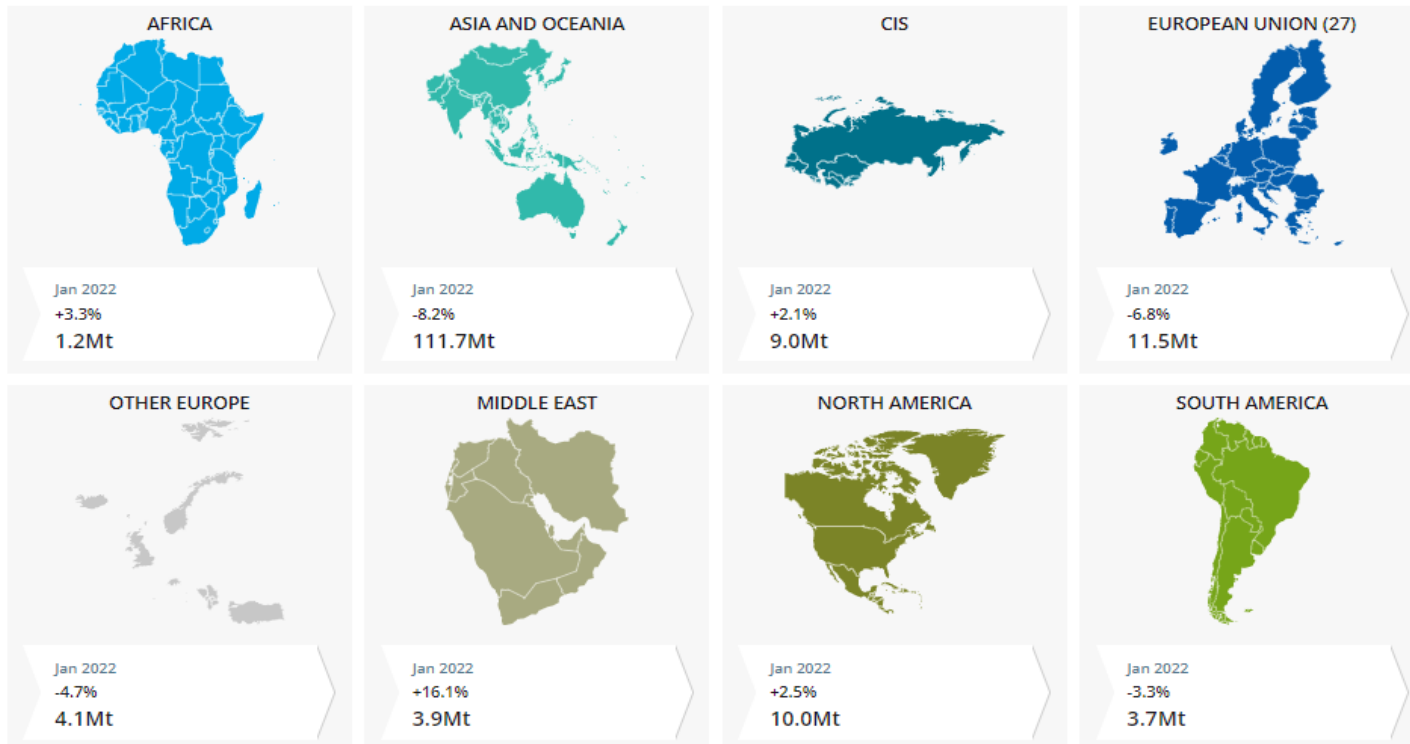 AFRICA
Jan 2022
+3.3%
1.2Mt
ASIA AND OCEANIA
Jan 2022
-8.2%
111.7Mt
CIS
Jan 2022
+2.1%
9.0Mt
EUROPEAN UNION (27)
Jan 2022
-6.8%
11.5Mt
OTHER EUROPE
Jan 2022
-4.7%
4.1Mt
MIDDLE EAST
Jan 2022
+16.1%
3.9Mt
NORTH AMERICA
Jan 2022
+2.5%
10.0Mt
SOUTH AMERICA
Jan 2022
-3.3%
3.7Mt